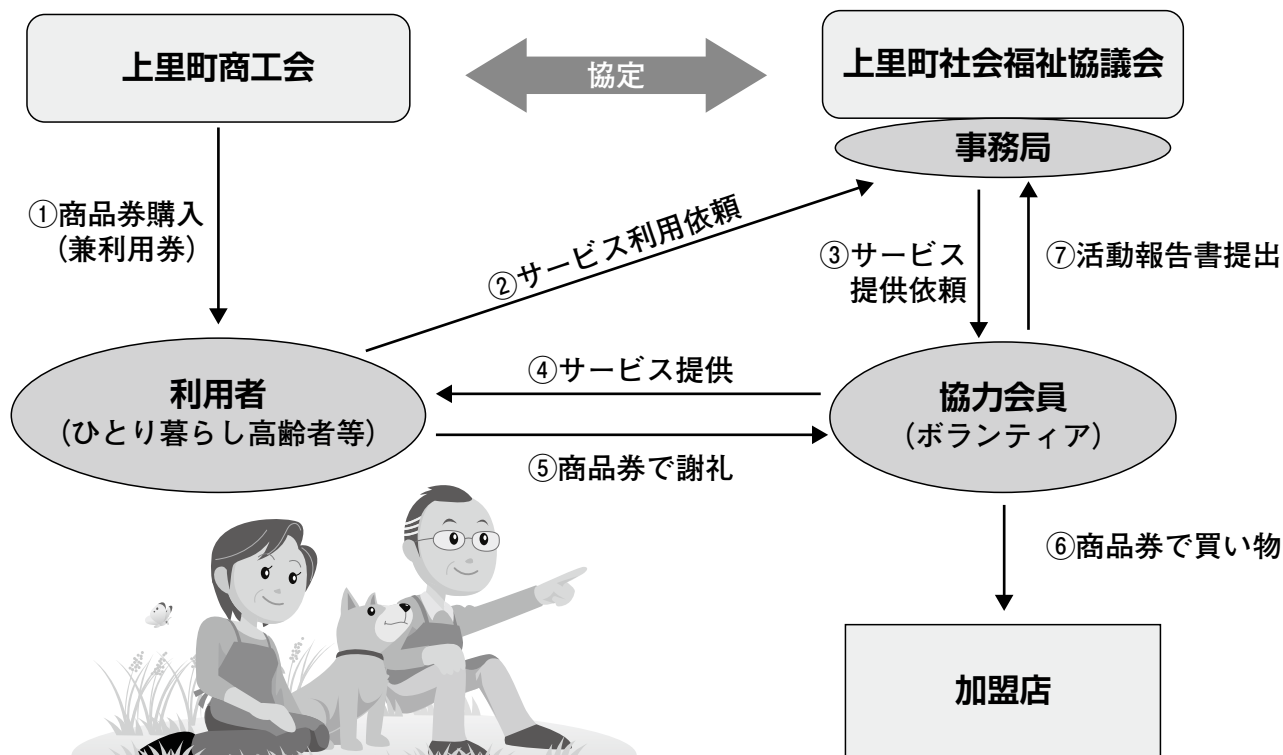 上里町商工会
協定
上里町社会福祉協議会
事務局
①商品券購入
(兼利用券)
②サービス利用依頼
③サービス
提供依頼
⑦活動報告書提出
利用者
(ひとり暮らし高齢者等)
④サービス提供
⑤商品券で謝礼
協力会員
(ボランティア)
⑥商品券で買い物
加盟店